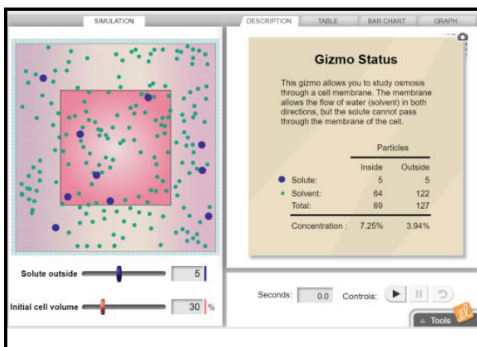 SIMULATION
DESCRIPTION TABLE BAR CHART GRAPH
Gizmo Status
This gizmo allows you to study osmosis
through a cell membrane. The membrane
allows the flow of water (solvent) in both
directions, but the solute cannot pass
through the membrane of the cell.
Particles
Inside Outside
Solute: 5 5
Solvent: 64 122
Total: 69 127
Concentration : 7.25% 3.94%
Solute outside 5
Initial cell volume 30 %
Seconds: 0.0 Controls:
Tools